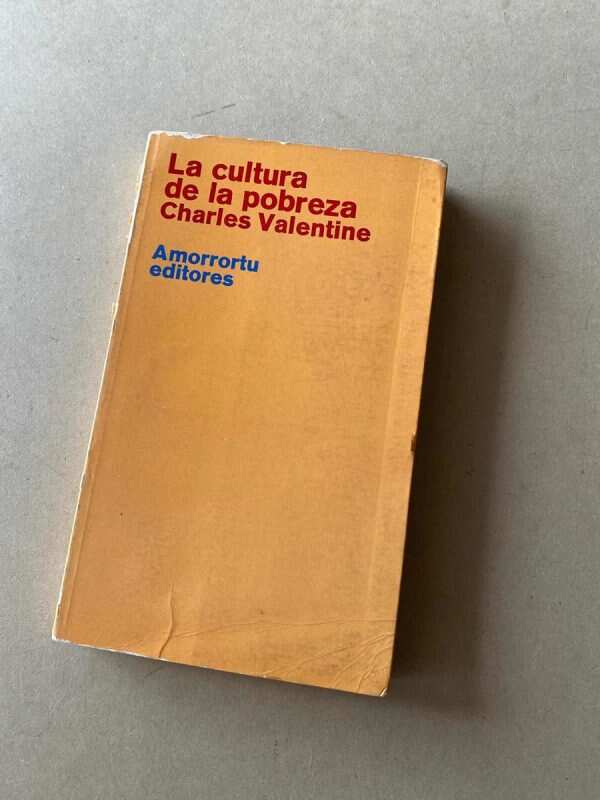 La cultura
de la pobreza
Charles Valentine
Amorrortu
editores